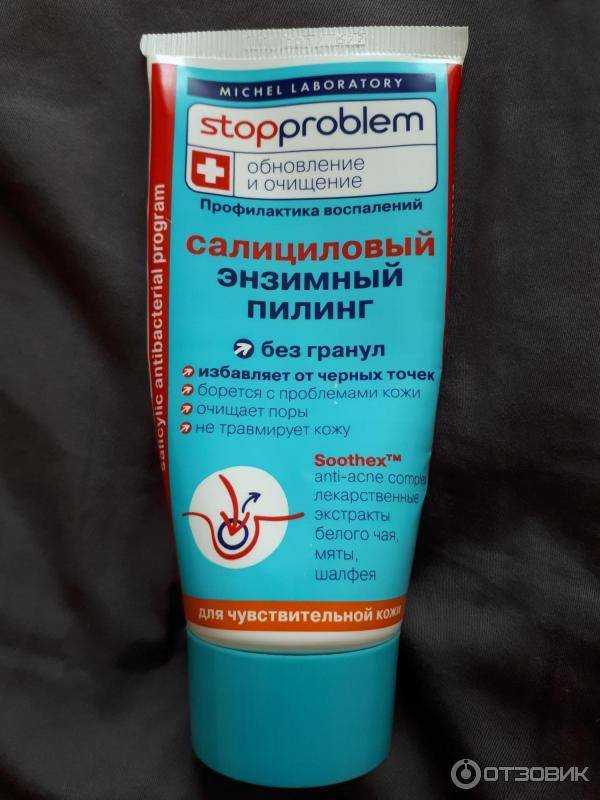 MICHEL LABORATORY
stopproblem
обновление
и очищение
Профилактика воспалений
салициловый
энзимный
пилинг
без гранул
избавляет от черных точек
борется с проблемами кожи
очищает поры
не травмирует кожу
Soothex™
anti-acne complex
лекарственные
экстракты
белого чая,
мяты,
шалфея
для чувствительной кожи
salicylic antibacterial program
ОТЗОВИК